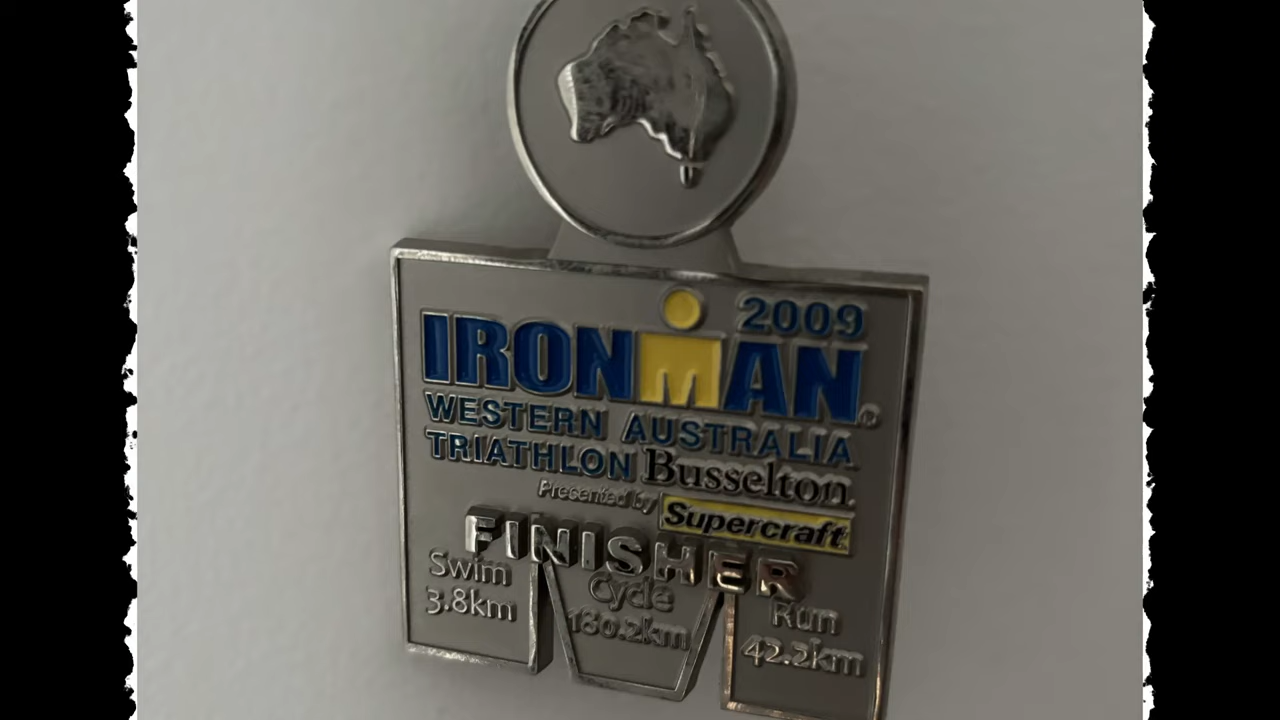 2009
IRONMAN®
WESTERN AUSTRALIA
TRIATHLON Busselton.
Presented by Supercraft
FINISHER
Swim
3.8km
Cycle
180.2km
Run
42.2km